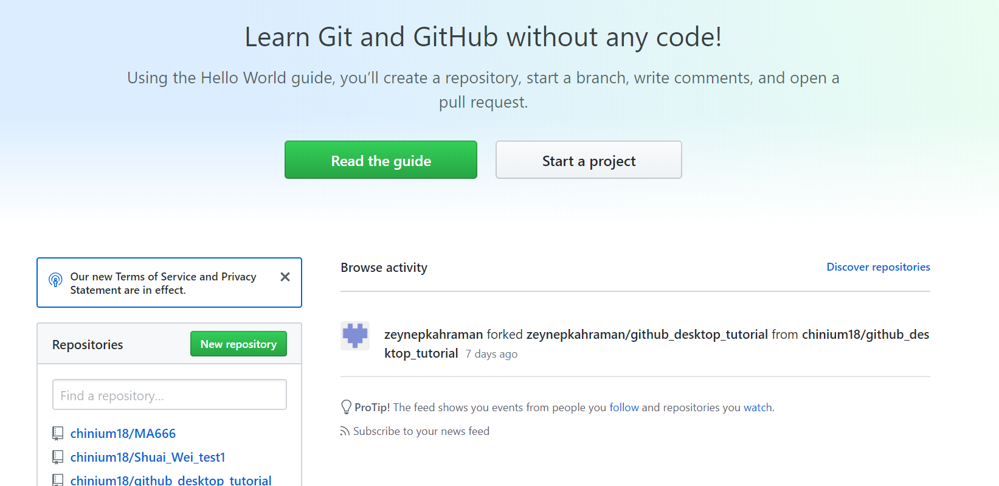 Learn Git and GitHub without any code!
Using the Hello World guide, you’ll create a repository, start a branch, write comments, and open a
pull request.
Read the guide
Start a project
Our new Terms of Service and Privacy
Statement are in effect.
Repositories
New repository
Find a repository…
chinium18/MA666
chinium18/Shuai_Wei_test1
chinium18/github_desktop_tutorial
Browse activity
Discover repositories
zeynepkahraman forked zeynepkahraman/github_desktop_tutorial from chinium18/github_des
ktop_tutorial 7 days ago
ProTip! The feed shows you events from people you follow and repositories you watch.
Subscribe to your news feed